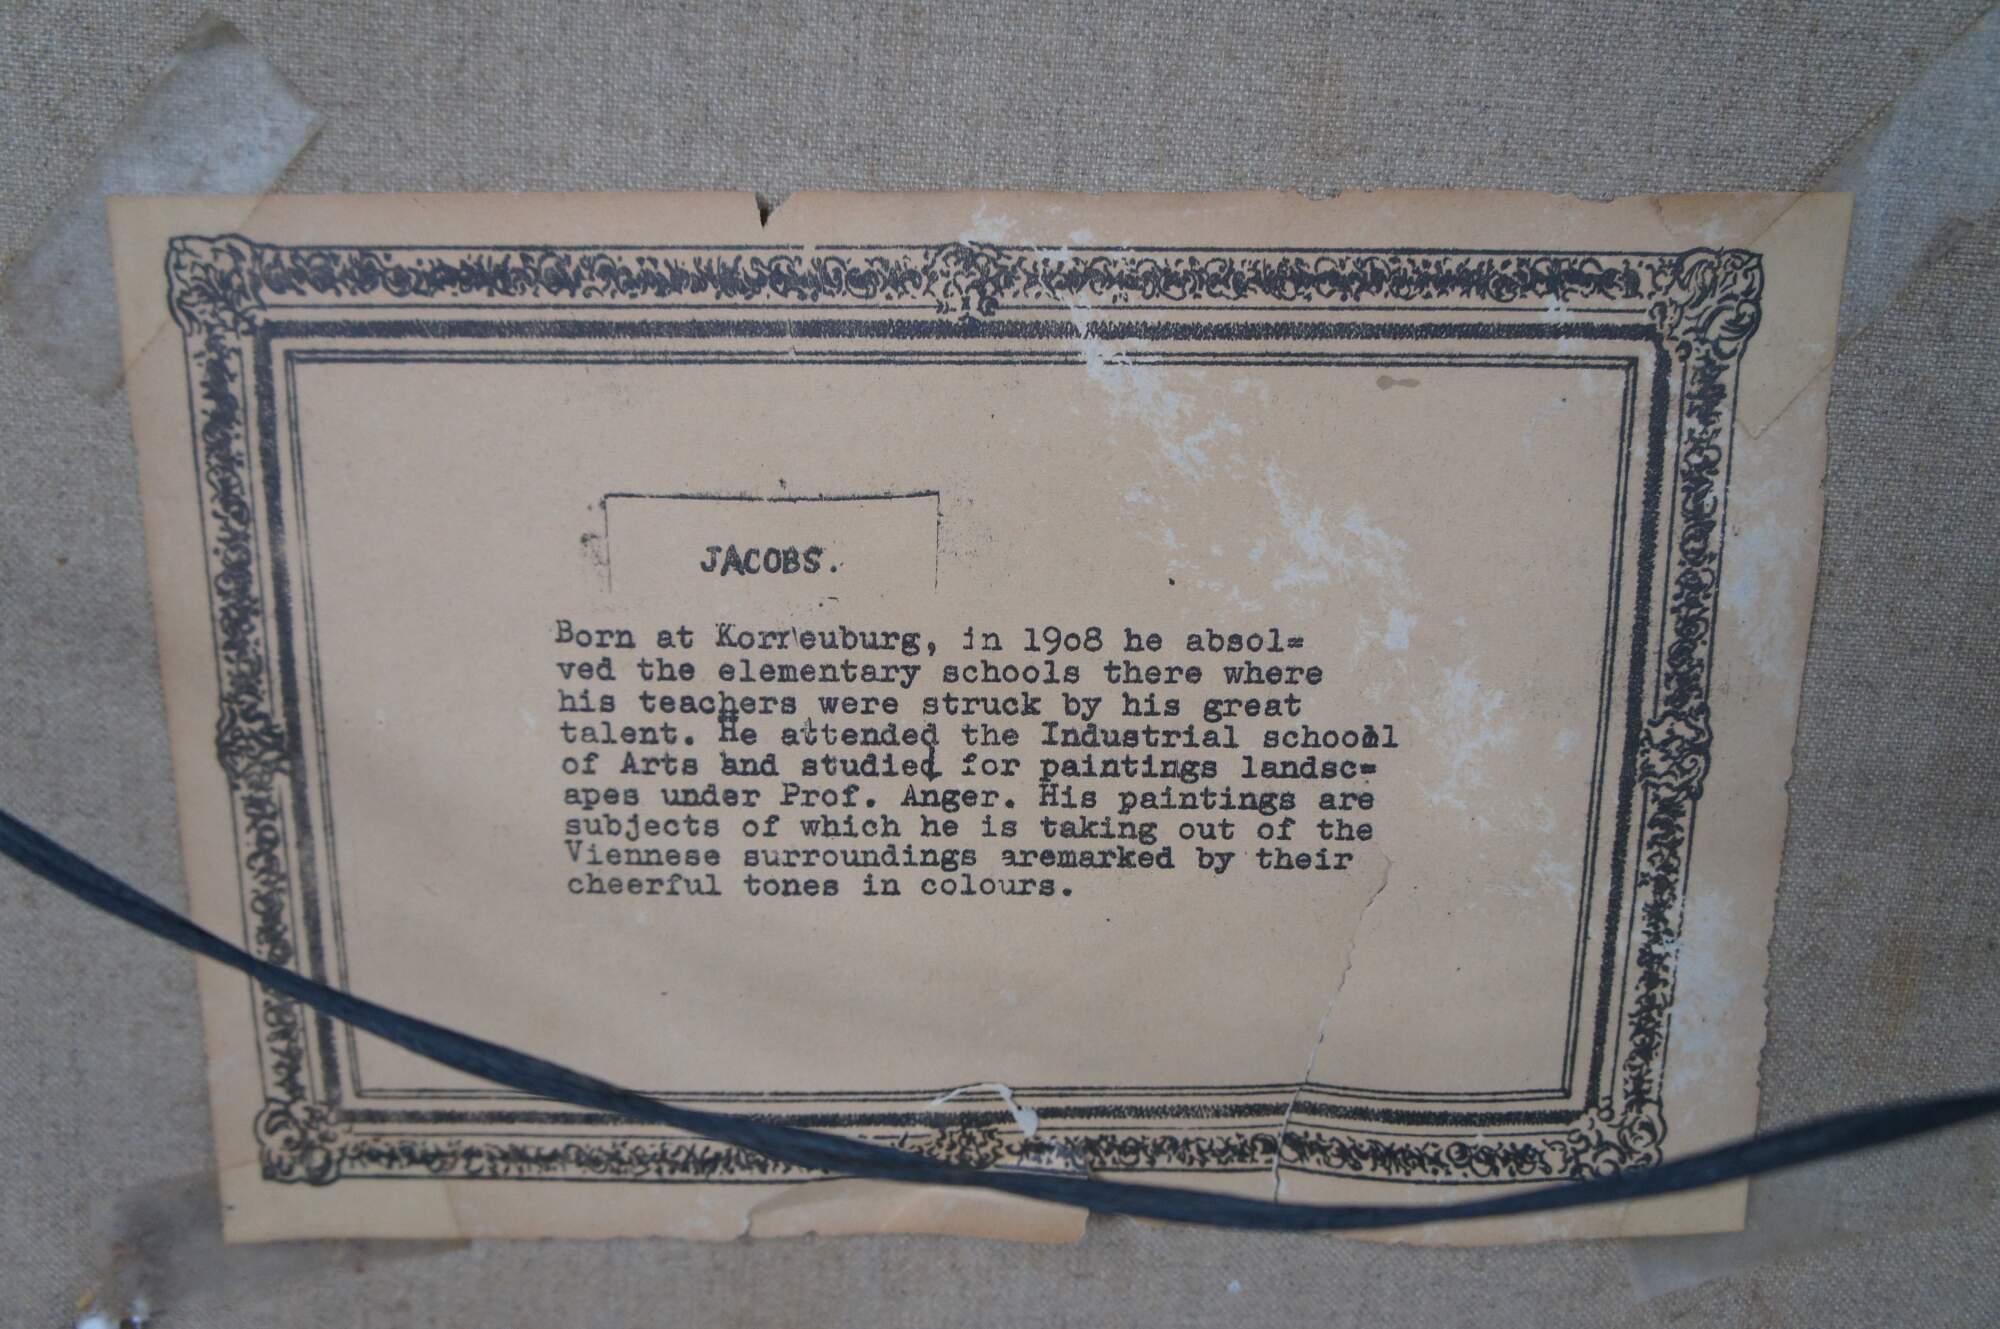 JACOBS.
Born at Korneuburg, in 19o8 he absol=
ved the elementary schools there where
his teachers were struck by his great
talent. He attended the Industrial school
of Arts and studied for paintings landsc=
apes under Prof. Anger. His paintings are
subjects of which he is taking out of the
Viennese surroundings aremarked by their
cheerful tones in colours.